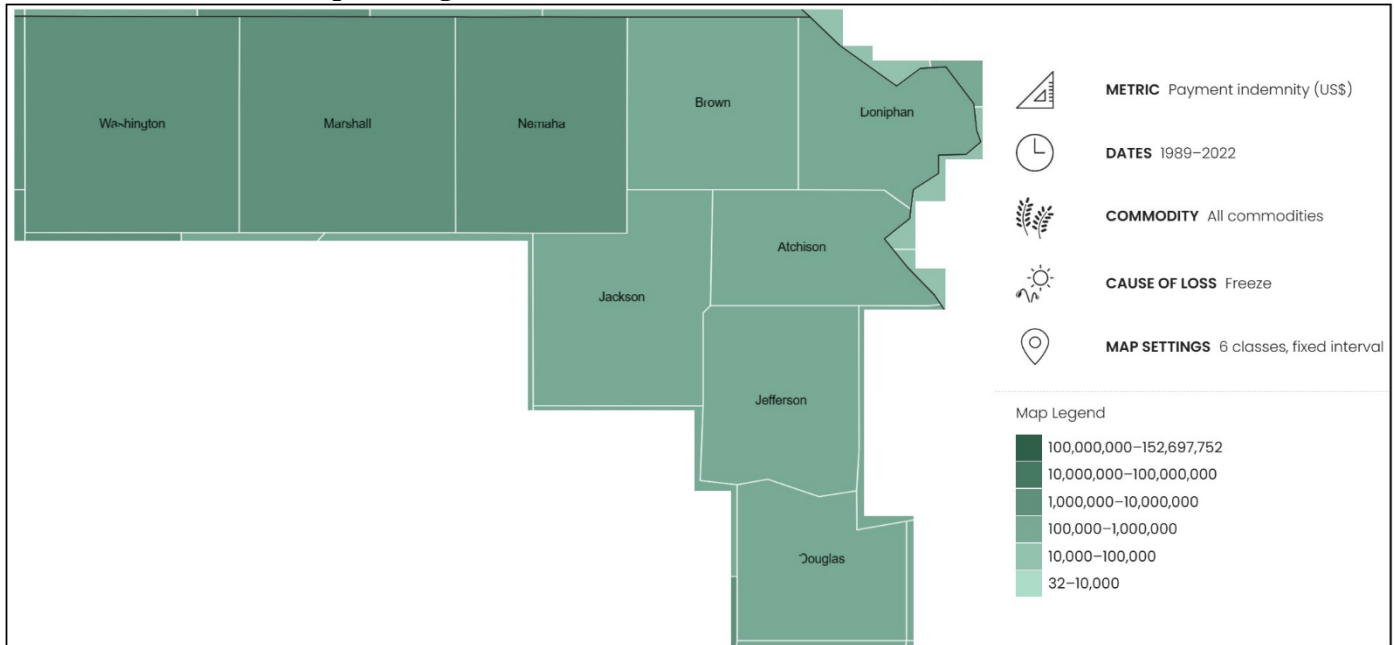 Washington
Marshall
Nemaha
Brown
Doniphan
Jackson
Atchison
Jefferson
Douglas
METRIC Payment indemnity (US$)
DATES 1989–2022
COMMODITY All commodities
CAUSE OF LOSS Freeze
MAP SETTINGS 6 classes, fixed interval
Map Legend
100,000,000–152,697,752
10,000,000–100,000,000
1,000,000–10,000,000
100,000–1,000,000
10,000–100,000
32–10,000